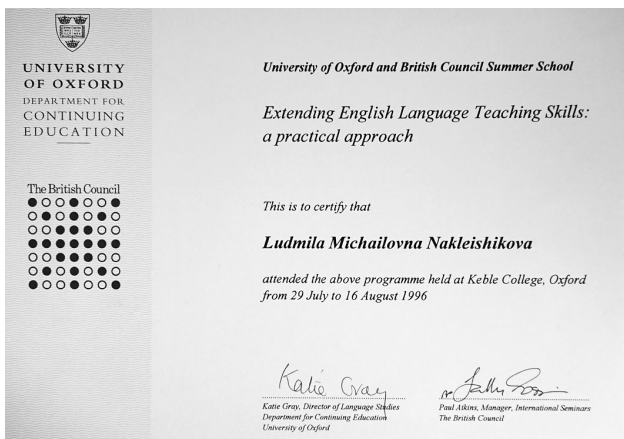 UNIVERSITY
OF OXFORD
DEPARTMENT FOR
CONTINUING
EDUCATION
The British Council
University of Oxford and British Council Summer School
Extending English Language Teaching Skills:
a practical approach
This is to certify that
Ludmila Michailovna Nakleishikova
attended the above programme held at Keble College, Oxford
from 29 July to 16 August 1996
Katie Gray
Katie Gray, Director of Language Studies
Department for Continuing Education
University of Oxford
Paul Atkins, Manager, International Seminars
The British Council